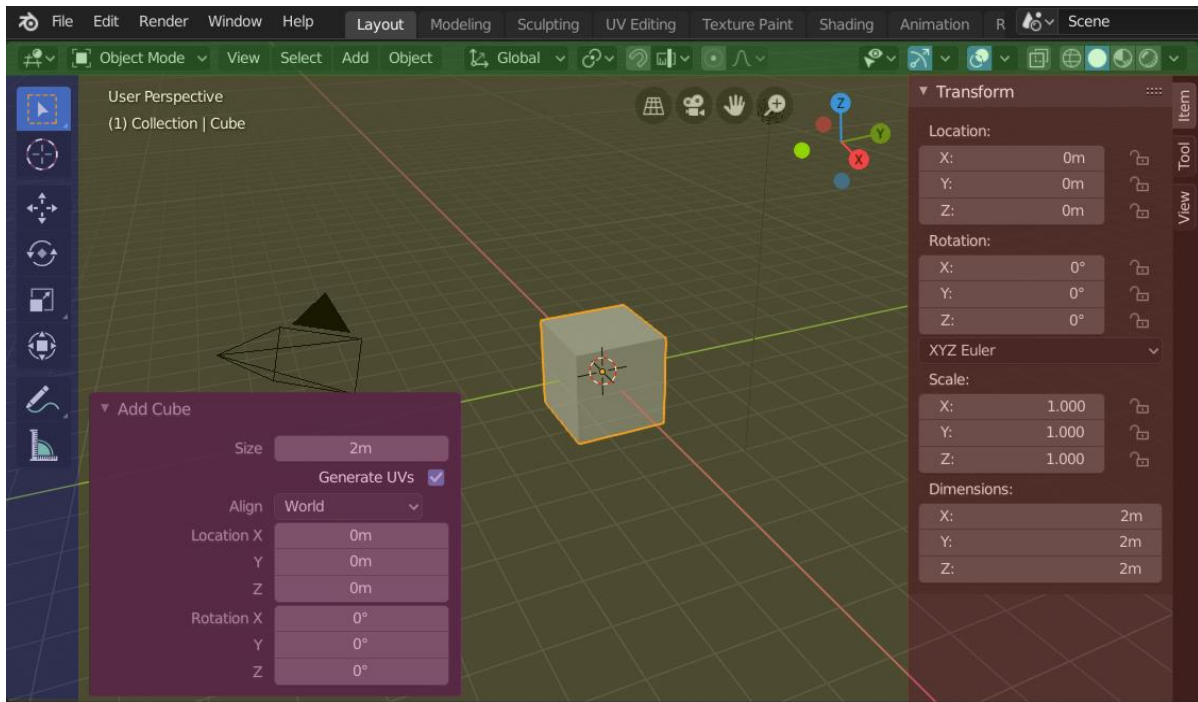 File Edit Render Window Help Layout Modeling Sculpting UV Editing Texture Paint Shading Animation R Scene
Object Mode View Select Add Object Global
User Perspective
(1) Collection | Cube
Z
Y
X
Add Cube
Size 2m
Generate UVs
Align World
Location X 0m
Y 0m
Z 0m
Rotation X 0°
Y 0°
Z 0°
Transform
Location:
X: 0m
Y: 0m
Z: 0m
Rotation:
X: 0°
Y: 0°
Z: 0°
XYZ Euler
Scale:
X: 1.000
Y: 1.000
Z: 1.000
Dimensions:
X: 2m
Y: 2m
Z: 2m
Item
Tool
View